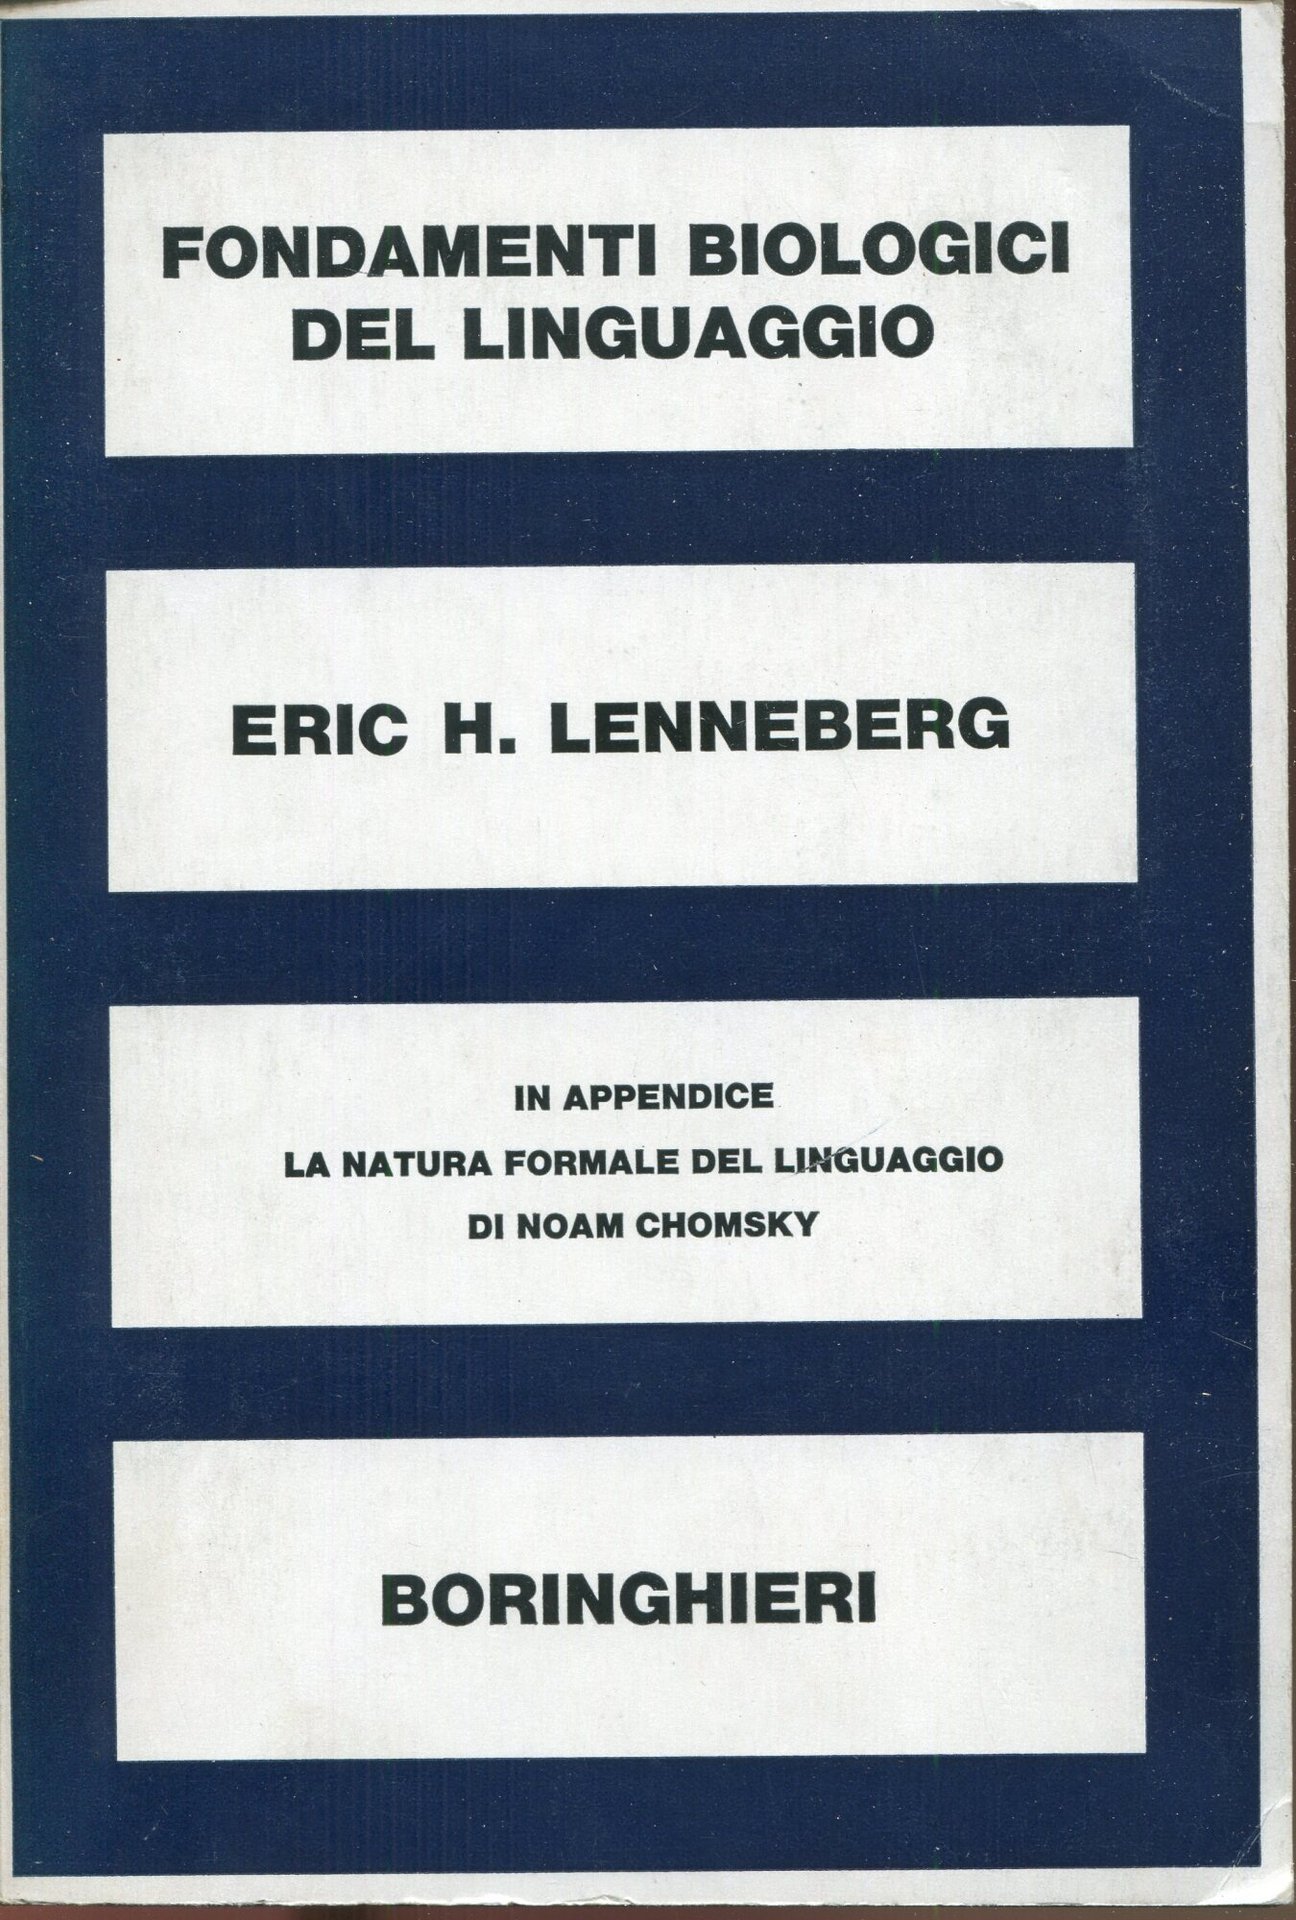 FONDAMENTI BIOLOGICI
DEL LINGUAGGIO
ERIC H. LENNEBERG
IN APPENDICE
LA NATURA FORMALE DEL LINGUAGGIO
DI NOAM CHOMSKY
BORINGHIERI